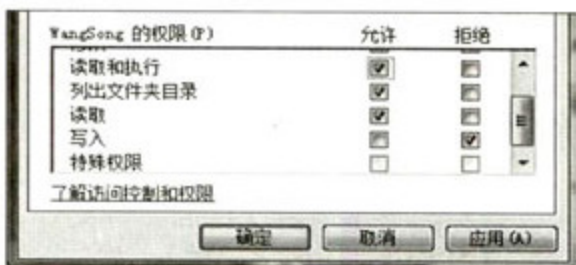 WangSong 的权限(P) 允许 拒绝
读取和执行
列出文件夹目录
读取
写入
特殊权限
了解访问控制和权限
确定 取消 应用(A)